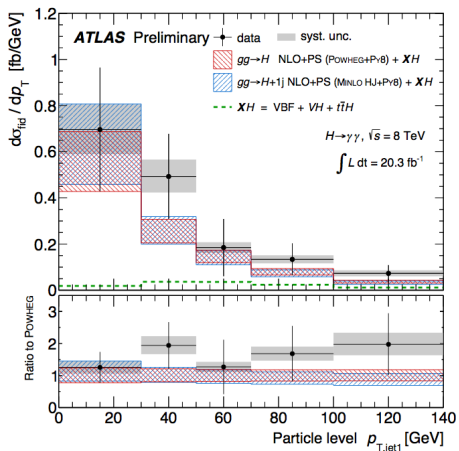 ATLAS Preliminary
data
syst. unc.
gg→H NLO+PS (POWHEG+PY8) + XH
gg→H+1j NLO+PS (MINLO HJ+PY8) + XH
XH = VBF + VH + tt̄H
H→γγ, √s = 8 TeV
∫ L dt = 20.3 fb⁻¹
dσ_fid / dp_T [fb/GeV]
1.2
1
0.8
0.6
0.4
0.2
0
Ratio to POWHEG
3
2
1
0
0 20 40 60 80 100 120 140
Particle level p_T,jet1 [GeV]